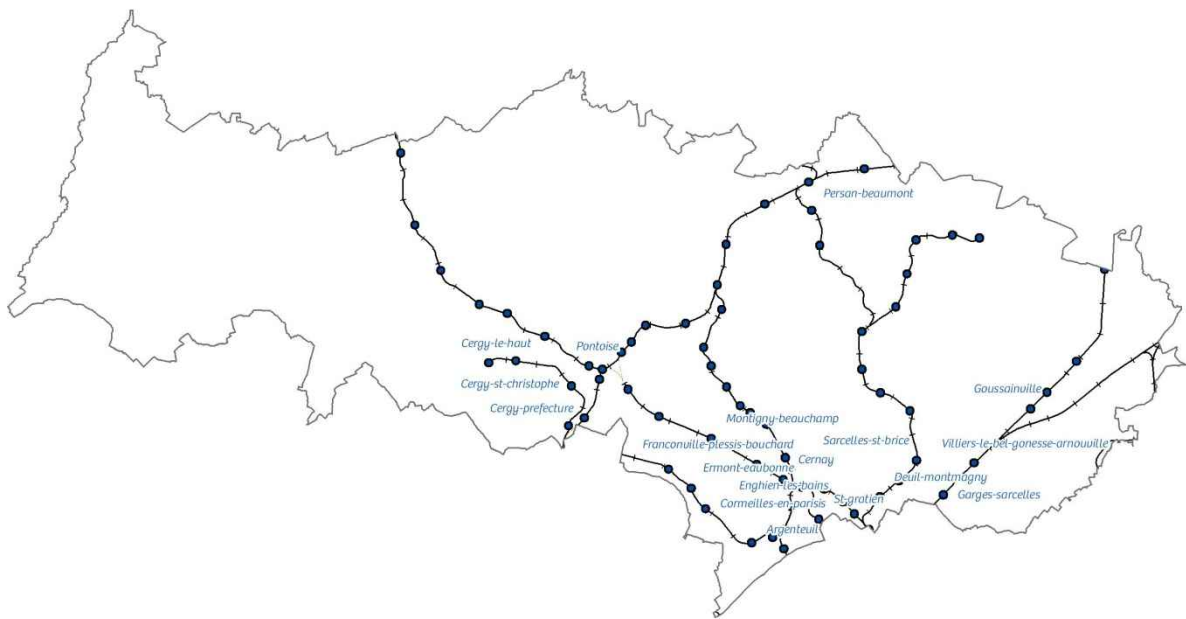 Persan-beaumont
Cergy-le-haut
Pontoise
Cergy-st-christophe
Goussainville
Cergy-prefecture
Montigny-beauchamp
Franconville-plessis-bouchard
Sarcelles-st-brice
Villiers-le-bel-gonesse-arnouville
Cernay
Ermont-eaubonne
Deuil-montmagny
Enghien-les-bains
Garges-sarcelles
St-gratien
Cormeilles-en-parisis
Argenteuil